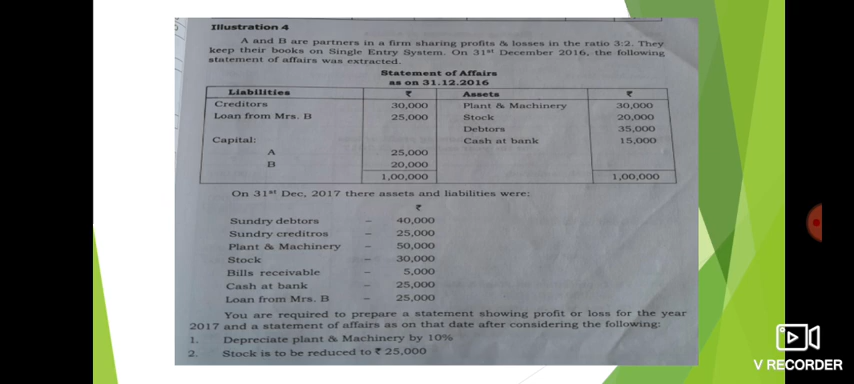 Illustration 4
A and B are partners in a firm sharing profits & losses in the ratio 3:2. They
keep their books on Single Entry System. On 31st December 2016, the following
statement of affairs was extracted.
Statement of Affairs
as on 31.12.2016
Liabilities ₹ Assets ₹
Creditors 30,000 Plant & Machinery 30,000
Loan from Mrs. B 25,000 Stock 20,000
Debtors 35,000
Capital: Cash at bank 15,000
A 25,000
B 20,000
1,00,000 1,00,000
On 31st Dec, 2017 there assets and liabilities were:
₹
Sundry debtors – 40,000
Sundry creditros – 25,000
Plant & Machinery – 50,000
Stock – 30,000
Bills receivable – 5,000
Cash at bank – 25,000
Loan from Mrs. B – 25,000
You are required to prepare a statement showing profit or loss for the year
2017 and a statement of affairs as on that date after considering the following:
1. Depreciate plant & Machinery by 10%
2. Stock is to be reduced to ₹ 25,000
V RECORDER